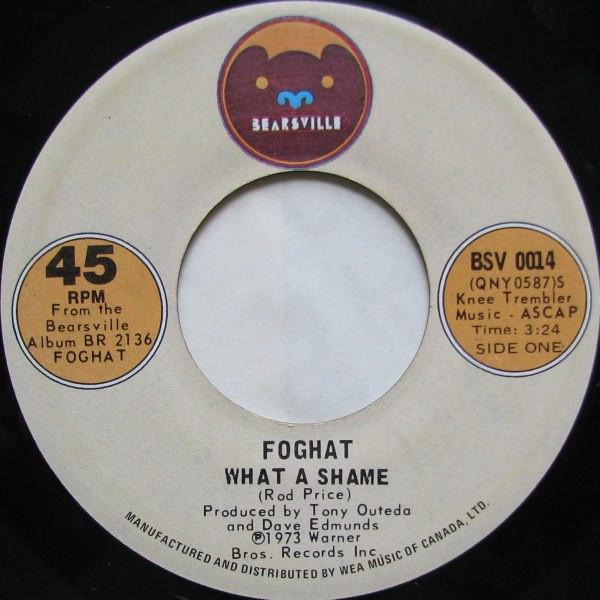 BEARSVILLE
45
RPM
From the
Bearsville
Album BR 2136
FOGHAT
BSV 0014
(QNY0587)S
Knee Trembler
Music - ASCAP
Time: 3:24
SIDE ONE
FOGHAT
WHAT A SHAME
(Rod Price)
Produced by Tony Outeda
and Dave Edmunds
℗1973 Warner
Bros. Records Inc.
MANUFACTURED AND DISTRIBUTED BY WEA MUSIC OF CANADA, LTD.